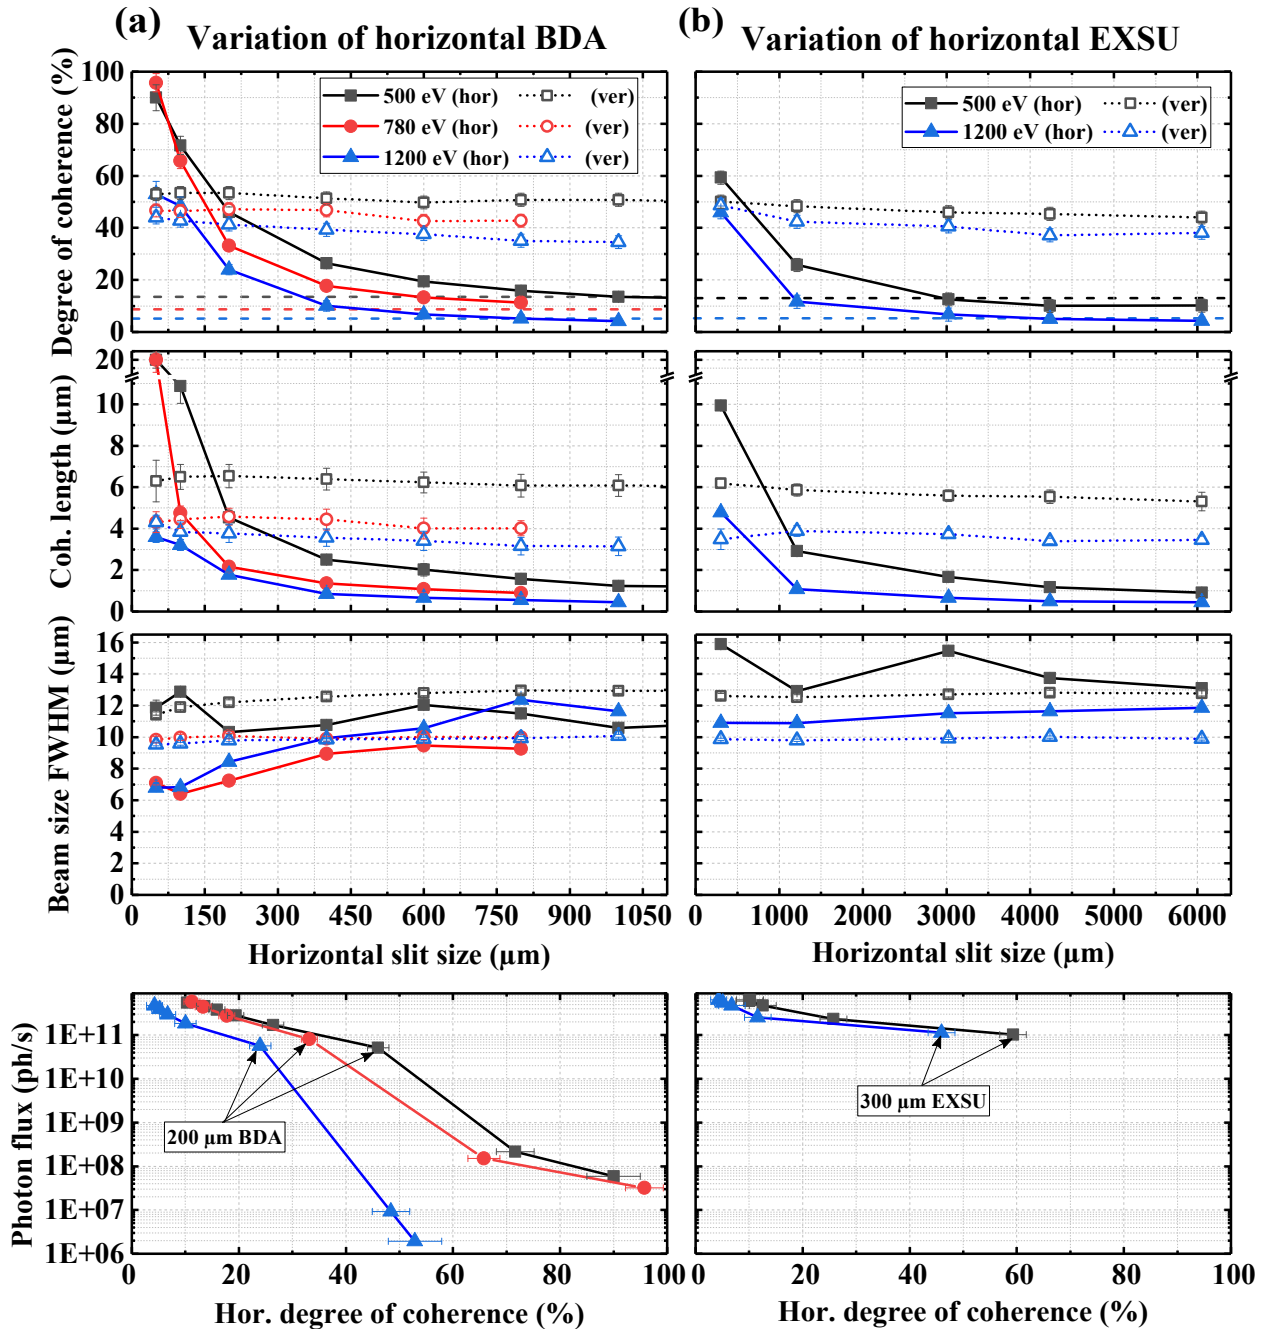 (a) Variation of horizontal BDA
(b) Variation of horizontal EXSU
Degree of coherence (%)
100
80
60
40
20
0
500 eV (hor) (ver)
780 eV (hor) (ver)
1200 eV (hor) (ver)
500 eV (hor) (ver)
1200 eV (hor) (ver)
Coh. length (µm)
20
10
8
6
4
2
0
Beam size FWHM (µm)
16
14
12
10
8
6
4
2
0
0 150 300 450 600 750 900 1050
Horizontal slit size (µm)
0 1000 2000 3000 4000 5000 6000
Horizontal slit size (µm)
Photon flux (ph/s)
1E+11
1E+10
1E+09
1E+08
1E+07
1E+06
200 µm BDA
300 µm EXSU
0 20 40 60 80 100
Hor. degree of coherence (%)
0 20 40 60 80 100
Hor. degree of coherence (%)